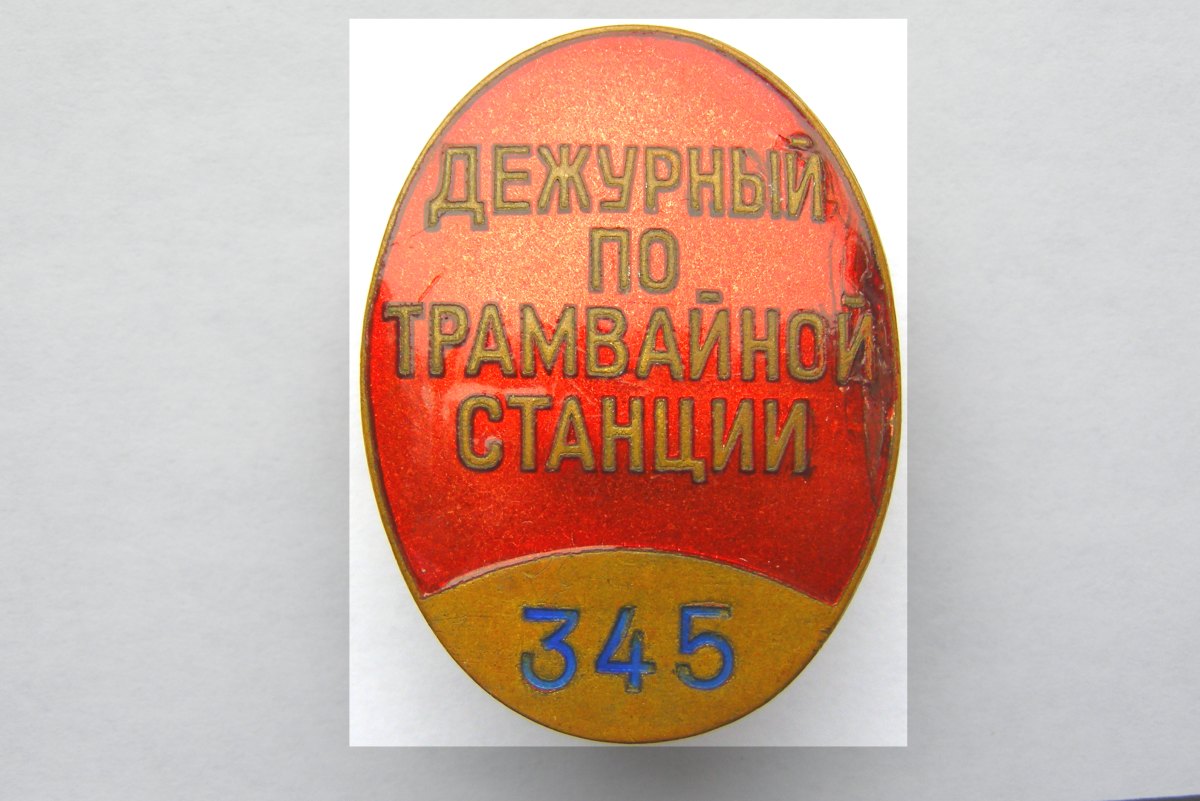 ДЕЖУРНЫЙ
ПО
ТРАМВАЙНОЙ
СТАНЦИИ
345